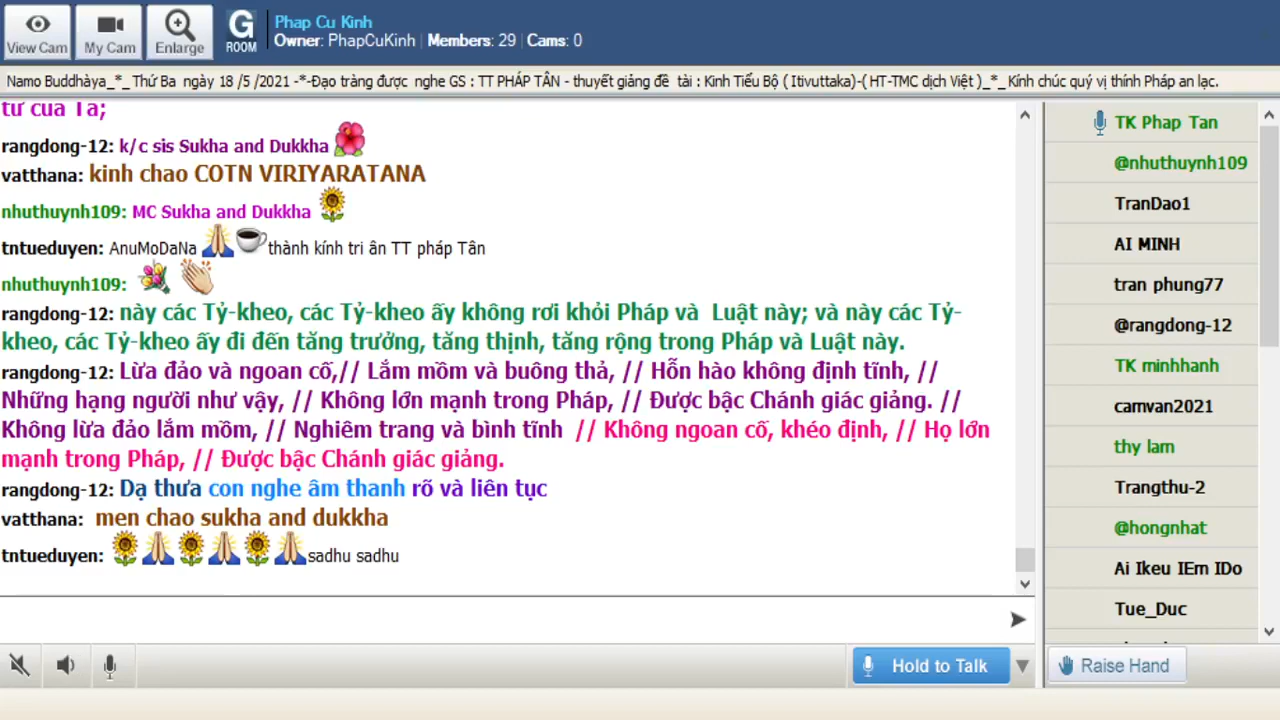 View Cam
My Cam
Enlarge
G
ROOM
Phap Cu Kinh
Owner: PhapCuKinh | Members: 29 | Cams: 0
Namo Buddhàya_*_ Thứ Ba ngày 18 /5 /2021 -*-Đạo tràng được nghe GS : TT PHÁP TÂN - thuyết giảng đề tài : Kinh Tiểu Bộ ( Itivuttaka)-( HT-TMC dịch Việt )_*_ Kính chúc quý vị thính Pháp an lạc.
tư của Ta;
rangdong-12: k/c sis Sukha and Dukkha
vatthana: kinh chao COTN VIRIYARATANA
nhuthuynh109: MC Sukha and Dukkha
tntueduyen: AnuMoDaNa thành kính tri ân TT pháp Tân
nhuthuynh109:
rangdong-12: này các Tỷ-kheo, các Tỷ-kheo ấy không rơi khỏi Pháp và Luật này; và này các Tỷ-
kheo, các Tỷ-kheo ấy đi đến tăng trưởng, tăng thịnh, tăng rộng trong Pháp và Luật này.
rangdong-12: Lừa đảo và ngoan cố,// Lắm mồm và buông thả, // Hỗn hào không định tĩnh, //
Những hạng người như vậy, // Không lớn mạnh trong Pháp, // Được bậc Chánh giác giảng. //
Không lừa đảo lắm mồm, // Nghiêm trang và bình tĩnh // Không ngoan cố, khéo định, // Họ lớn
mạnh trong Pháp, // Được bậc Chánh giác giảng.
rangdong-12: Dạ thưa con nghe âm thanh rõ và liên tục
vatthana: men chao sukha and dukkha
tntueduyen: sadhu sadhu
TK Phap Tan
@nhuthuynh109
TranDao1
AI MINH
tran phung77
@rangdong-12
TK minhhanh
camvan2021
thy lam
Trangthu-2
@hongnhat
Ai Ikeu IEm IDo
Tue_Duc
Hold to Talk
Raise Hand